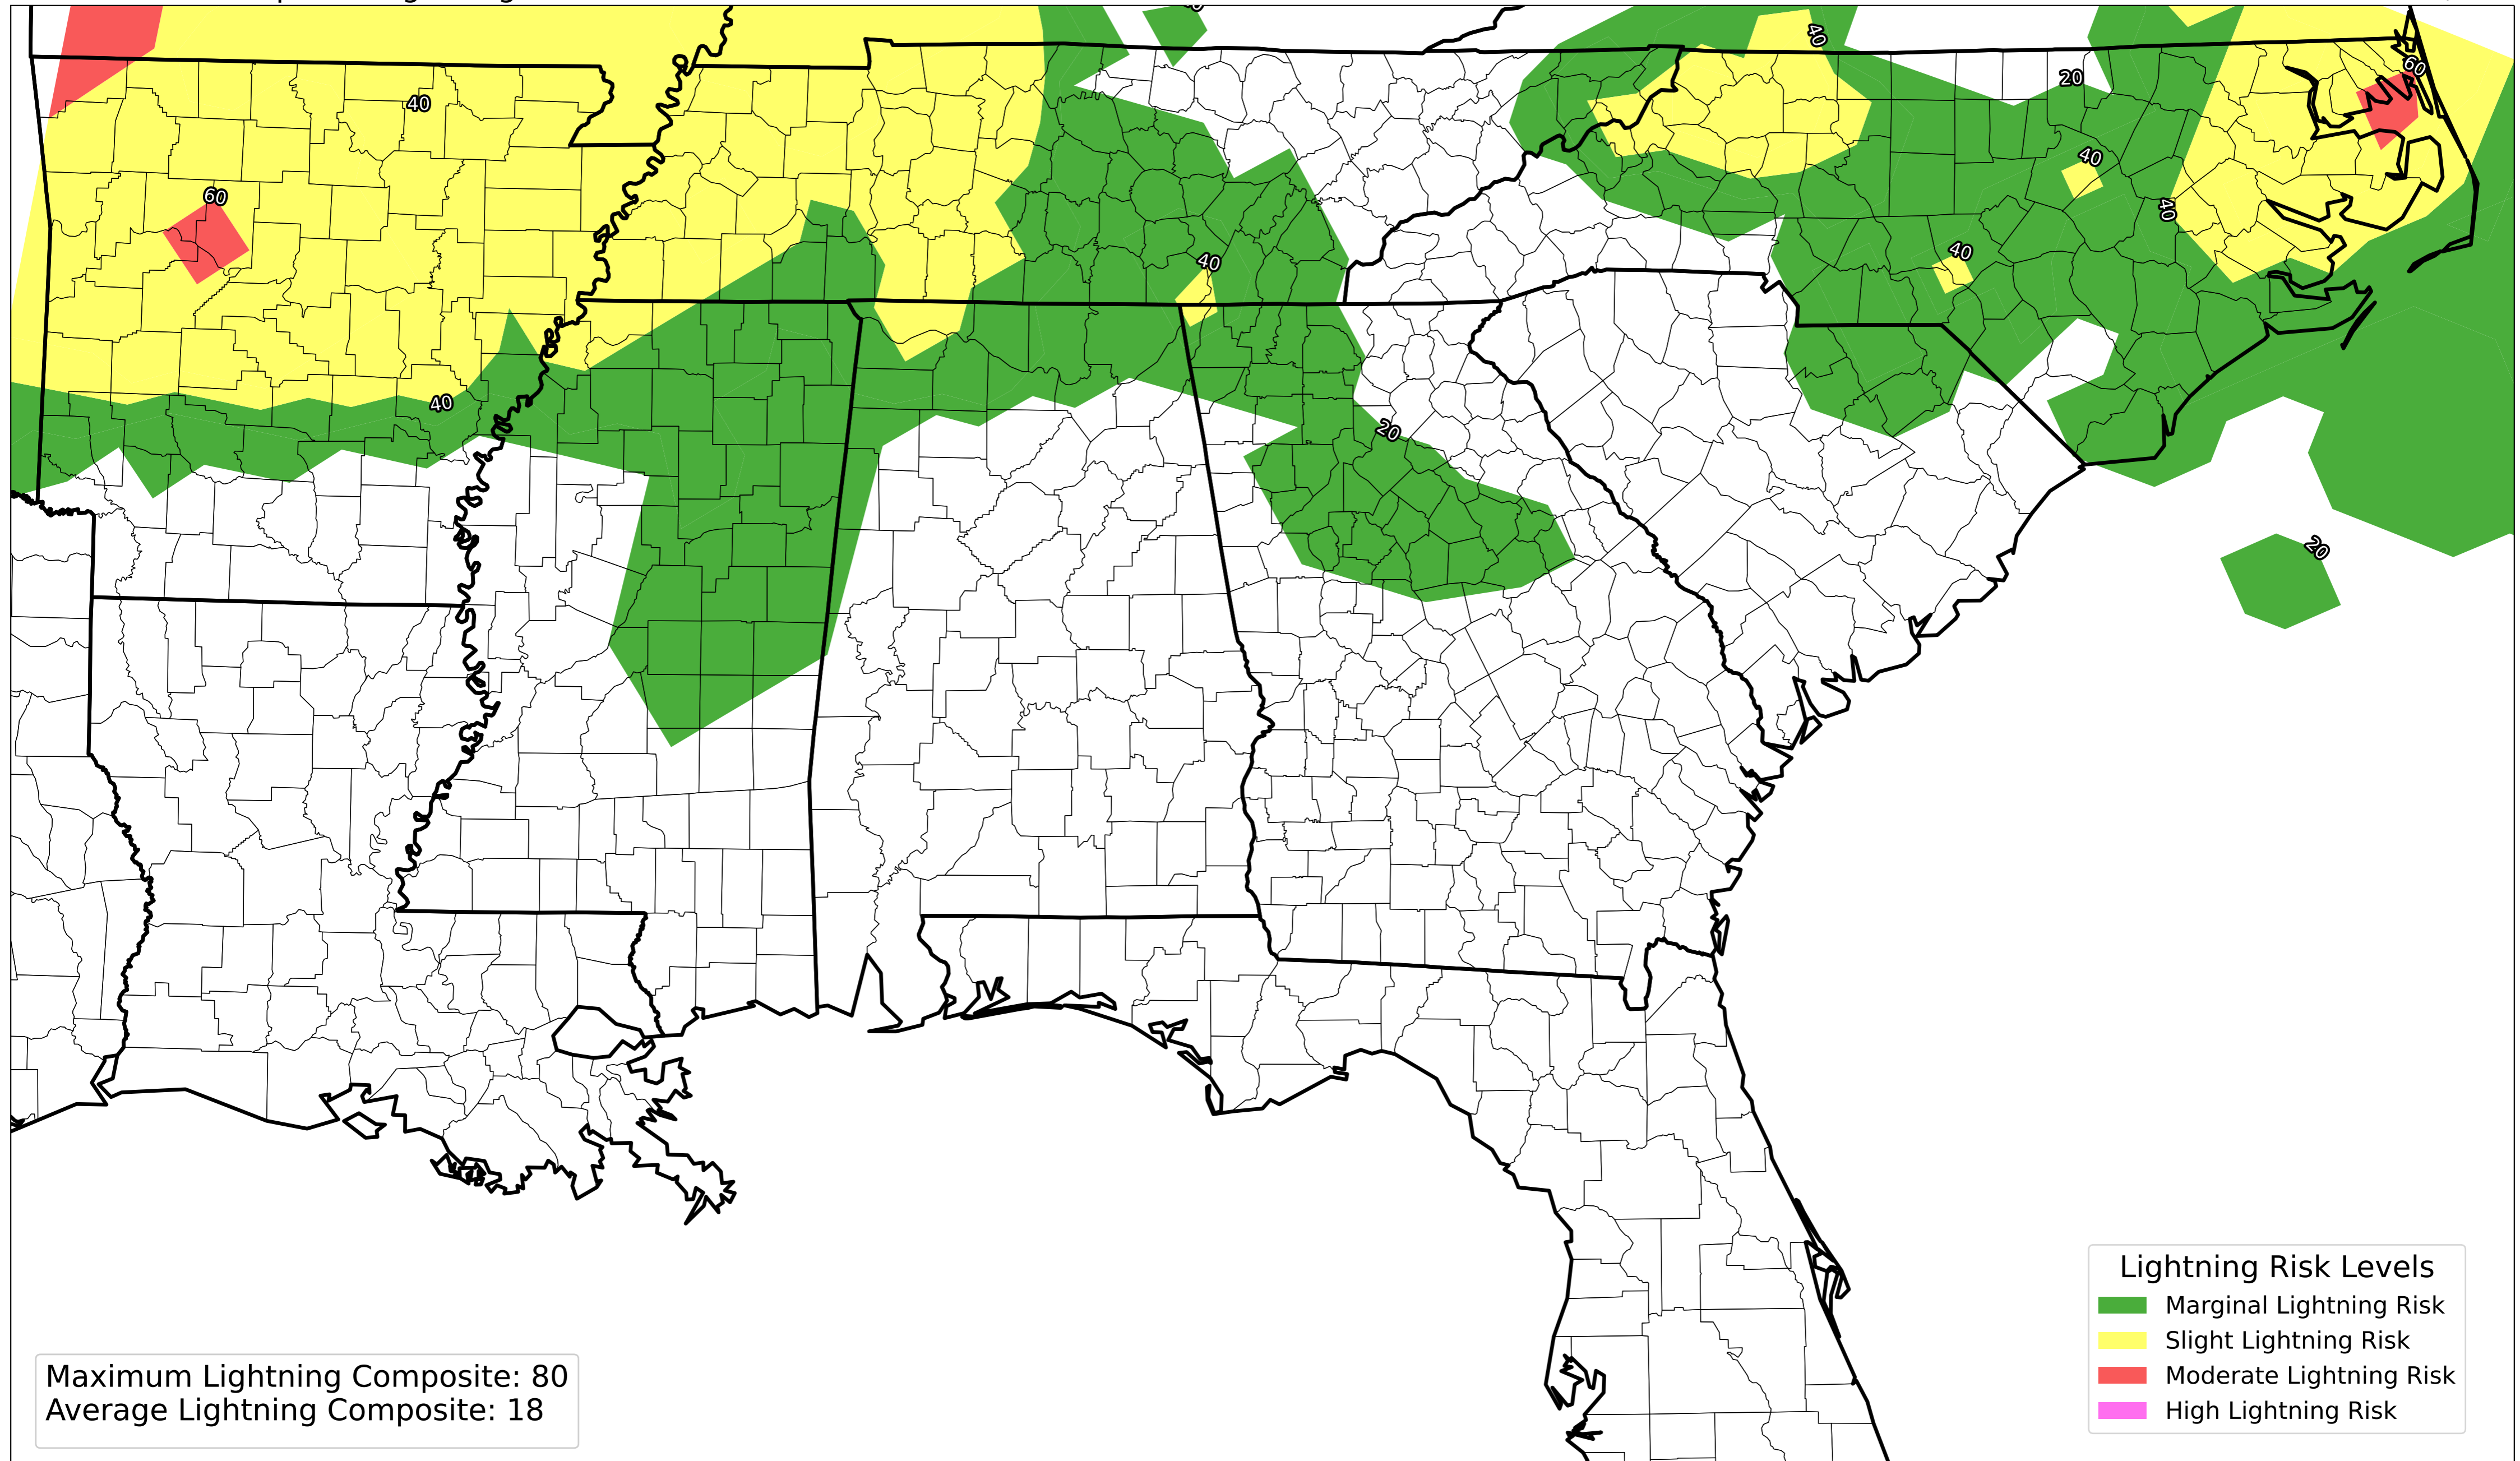 40
60
20
40
60
40
40
40
40
40
20
20
Lightning Risk Levels
Marginal Lightning Risk
Slight Lightning Risk
Moderate Lightning Risk
High Lightning Risk
Maximum Lightning Composite: 80
Average Lightning Composite: 18